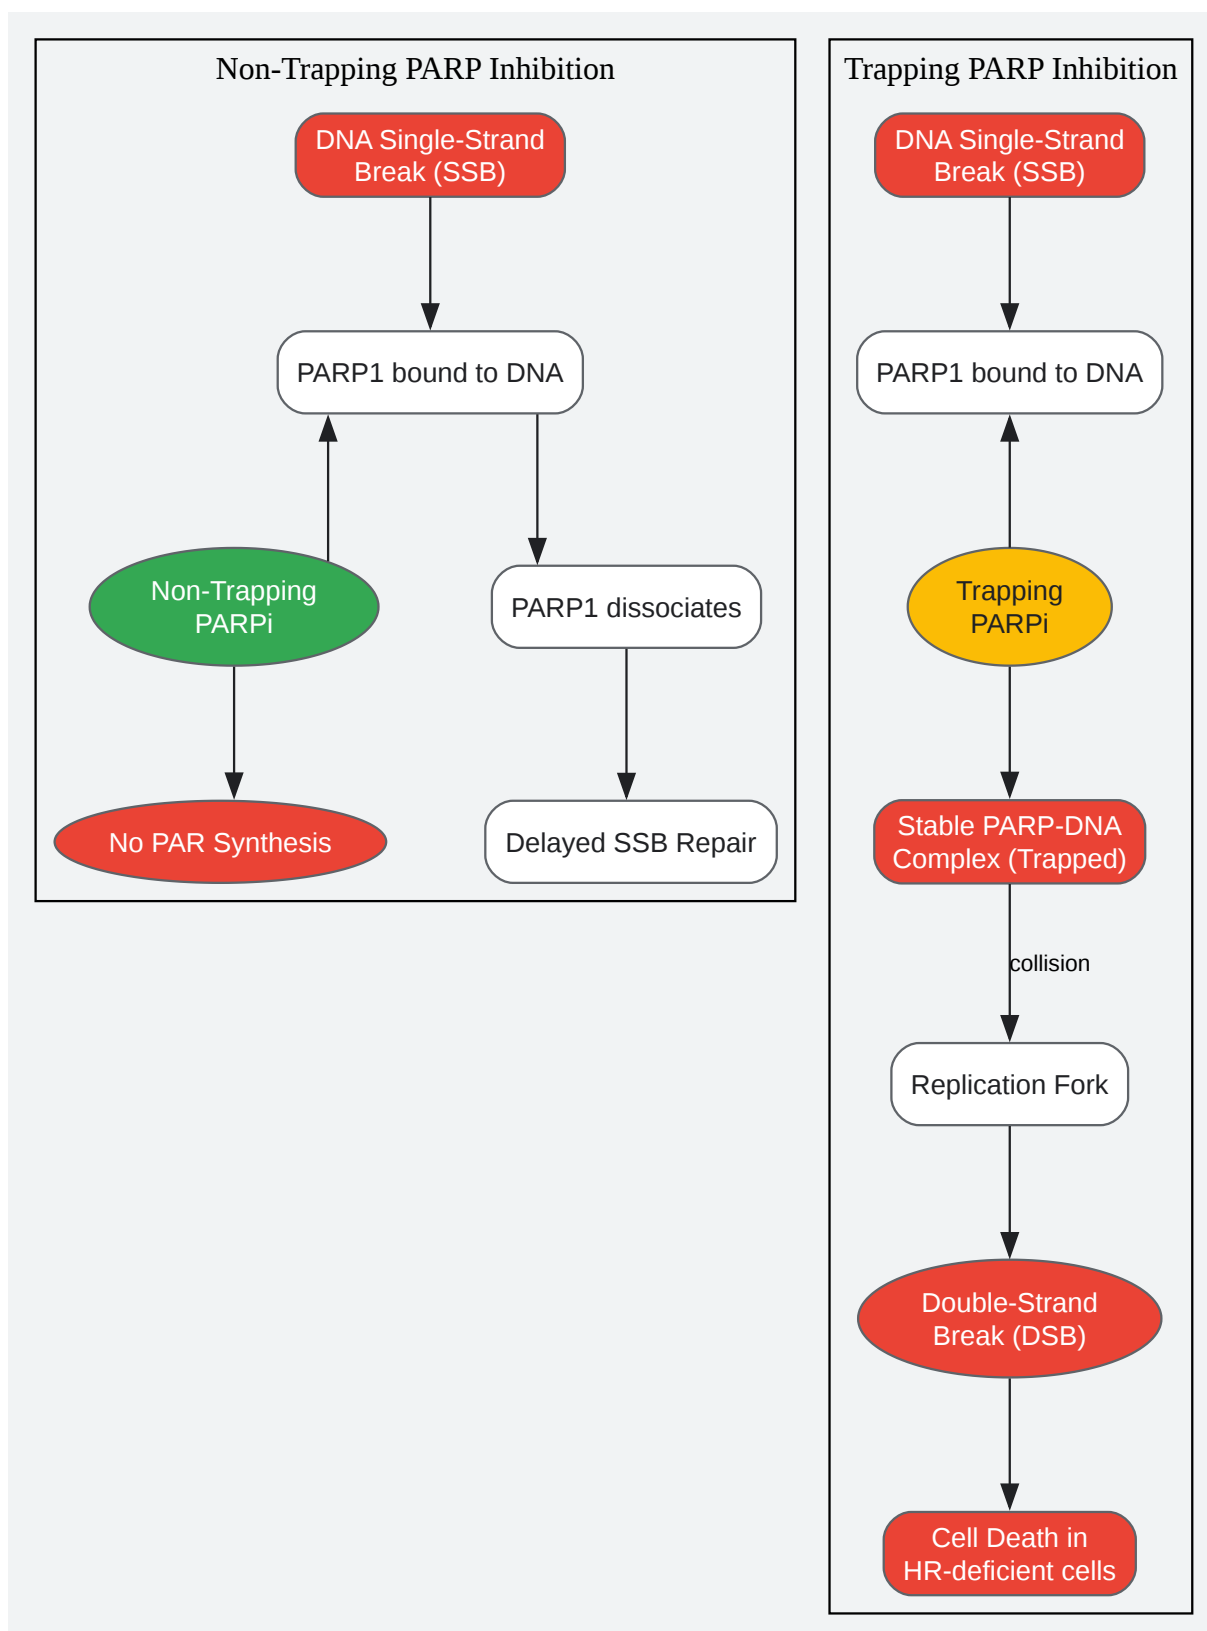 Non-Trapping PARP Inhibition
DNA Single-Strand
Break (SSB)
PARP1 bound to DNA
Non-Trapping
PARPi
PARP1 dissociates
No PAR Synthesis
Delayed SSB Repair
Trapping PARP Inhibition
DNA Single-Strand
Break (SSB)
PARP1 bound to DNA
Trapping
PARPi
Stable PARP-DNA
Complex (Trapped)
collision
Replication Fork
Double-Strand
Break (DSB)
Cell Death in
HR-deficient cells